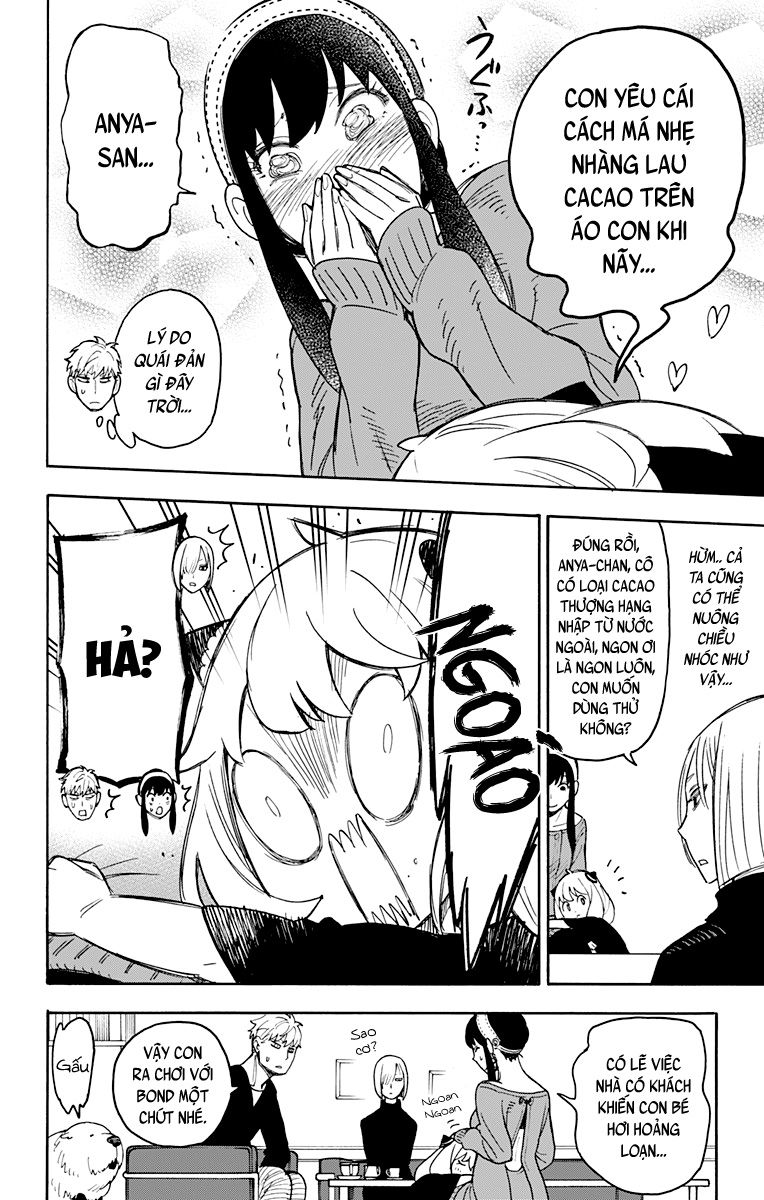 CON YÊU CÁI
CÁCH MÁ NHẸ
NHÀNG LAU
CACAO TRÊN
ÁO CON KHI
NÃY...
うぐふっ…
ANYA-
SAN...
LÝ DO
QUÁI ĐẢN
GÌ ĐÂY
TRỜI...
HỪM.. CẢ
TA CŨNG
CÓ THỂ
NUÔNG
CHIỀU
NHÓC NHƯ
VẬY...
ĐÚNG RỒI,
ANYA-CHAN, CÔ
CÓ LOẠI CACAO
THƯỢNG HẠNG
NHẬP TỪ NƯỚC
NGOÀI, NGON ƠI
LÀ NGON LUÔN,
CON MUỐN
DÙNG THỬ
KHÔNG?
NGOÁO
HẢ?
CÓ LẼ VIỆC
NHÀ CÓ KHÁCH
KHIẾN CON BÉ
HƠI HOẢNG
LOẠN...
Ngoan
Ngoan
Sao
cơ?
VẬY CON
RA CHƠI VỚI
BOND MỘT
CHÚT NHÉ.
Gấu